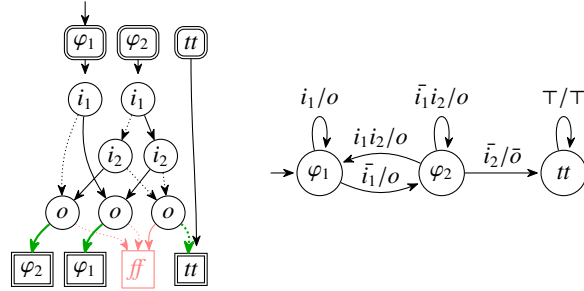 φ₁ φ₂ tt
i₁ i₁
i₂ i₂
o o o
φ₂ φ₁ ff tt
i₁/o ī₁i₂/o ⊤/⊤
i₁i₂/o
φ₁ φ₂ tt
ī₁/o ī₂/ō